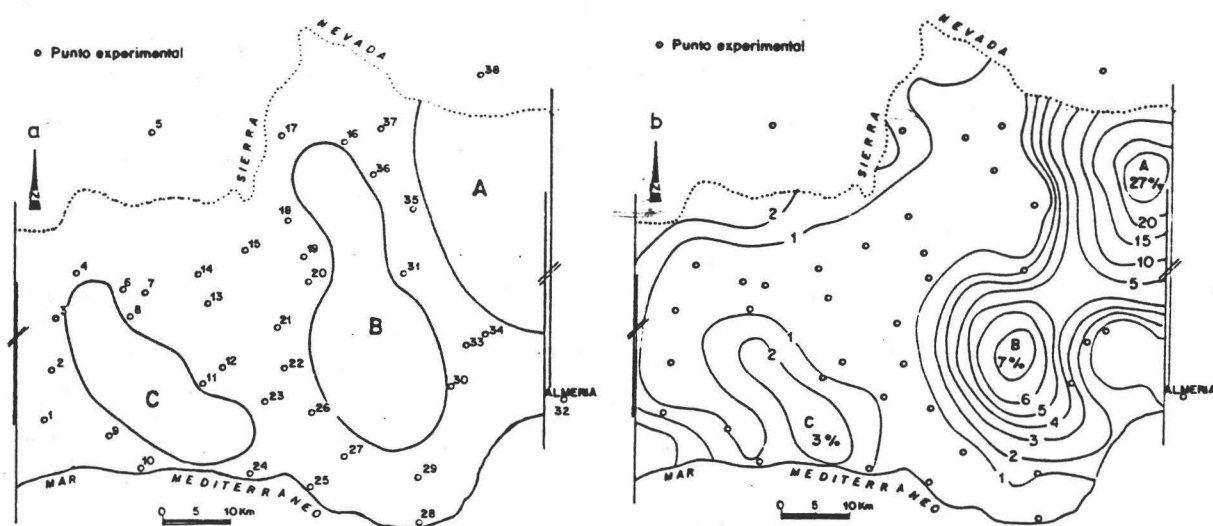 Punto experimental
a
N
SIERRA
NEVADA
38
5
17
16
37
36
35
A
18
15
19
20
4
14
6
7
13
31
3
8
21
B
34
33
2
12
11
22
30
C
23
ALMERIA
32
1
26
9
27
10
24
29
25
28
MAR MEDITERRANEO
0 5 10 Km
Punto experimental
b
SIERRA
NEVADA
A
27%
20
15
10
5
2
1
B
7%
6
5
4
3
2
1
1
2
C
3%
ALMERIA
MAR MEDITERRANEO
0 5 10 Km